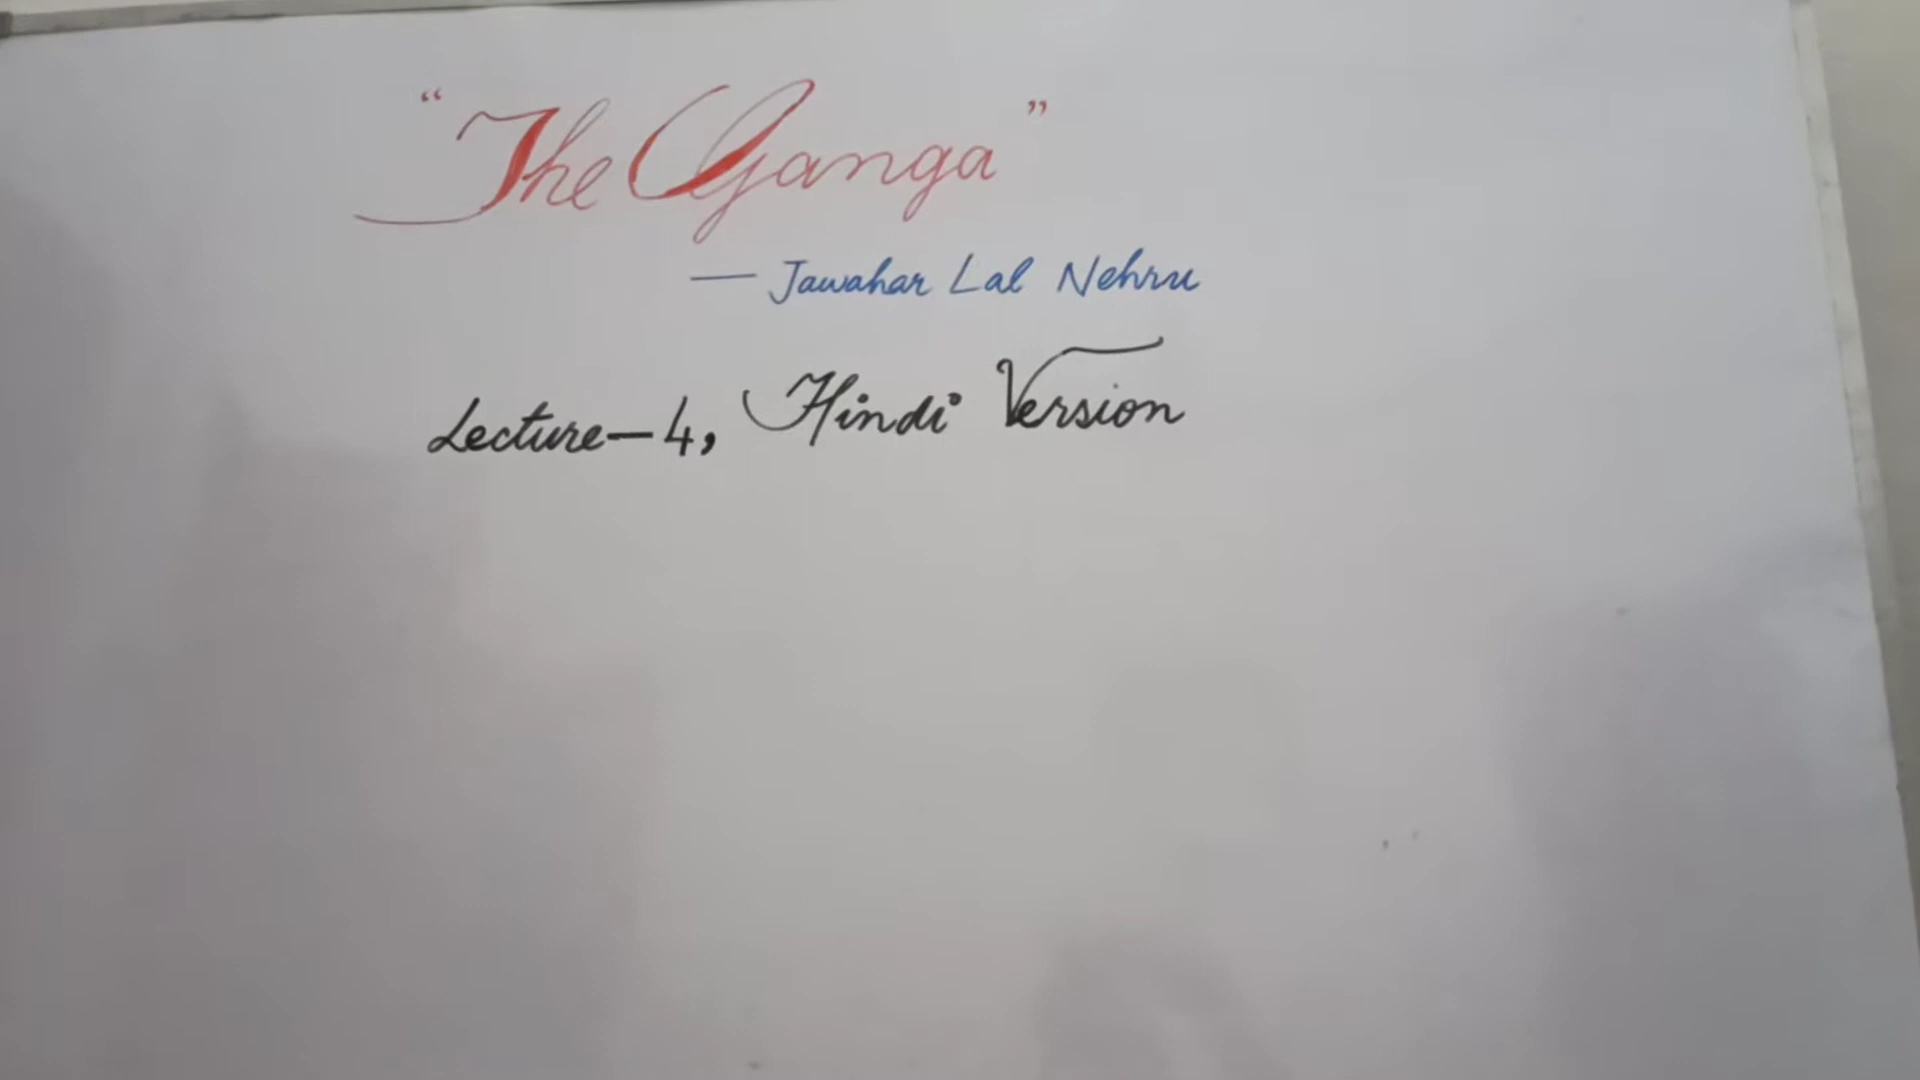 “The Ganga”
— Jawahar Lal Nehru
Lecture-4, Hindi Version